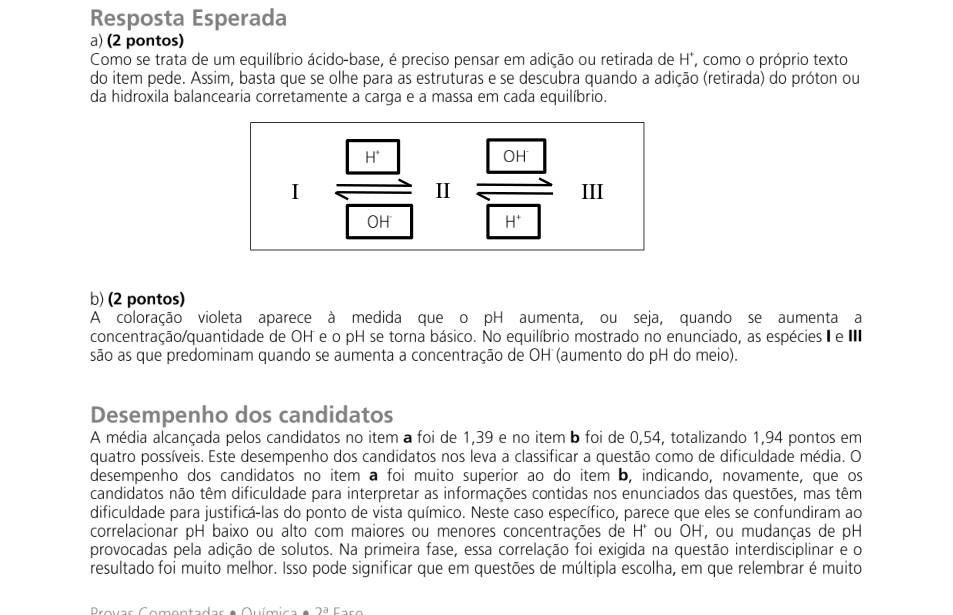 Resposta Esperada
a) (2 pontos)
Como se trata de um equilíbrio ácido-base, é preciso pensar em adição ou retirada de H⁺, como o próprio texto
do item pede. Assim, basta que se olhe para as estruturas e se descubra quando a adição (retirada) do próton ou
da hidroxila balancearia corretamente a carga e a massa em cada equilíbrio.
H⁺ OH⁻
I II III
OH⁻ H⁺
b) (2 pontos)
A coloração violeta aparece à medida que o pH aumenta, ou seja, quando se aumenta a
concentração/quantidade de OH⁻ e o pH se torna básico. No equilíbrio mostrado no enunciado, as espécies I e III
são as que predominam quando se aumenta a concentração de OH⁻ (aumento do pH do meio).
Desempenho dos candidatos
A média alcançada pelos candidatos no item a foi de 1,39 e no item b foi de 0,54, totalizando 1,94 pontos em
quatro possíveis. Este desempenho dos candidatos nos leva a classificar a questão como de dificuldade média. O
desempenho dos candidatos no item a foi muito superior ao do item b, indicando, novamente, que os
candidatos não têm dificuldade para interpretar as informações contidas nos enunciados das questões, mas têm
dificuldade para justificá-las do ponto de vista químico. Neste caso específico, parece que eles se confundiram ao
correlacionar pH baixo ou alto com maiores ou menores concentrações de H⁺ ou OH⁻, ou mudanças de pH
provocadas pela adição de solutos. Na primeira fase, essa correlação foi exigida na questão interdisciplinar e o
resultado foi muito melhor. Isso pode significar que em questões de múltipla escolha, em que relembrar é muito
Provas Comentadas • Química • 2ª Fase